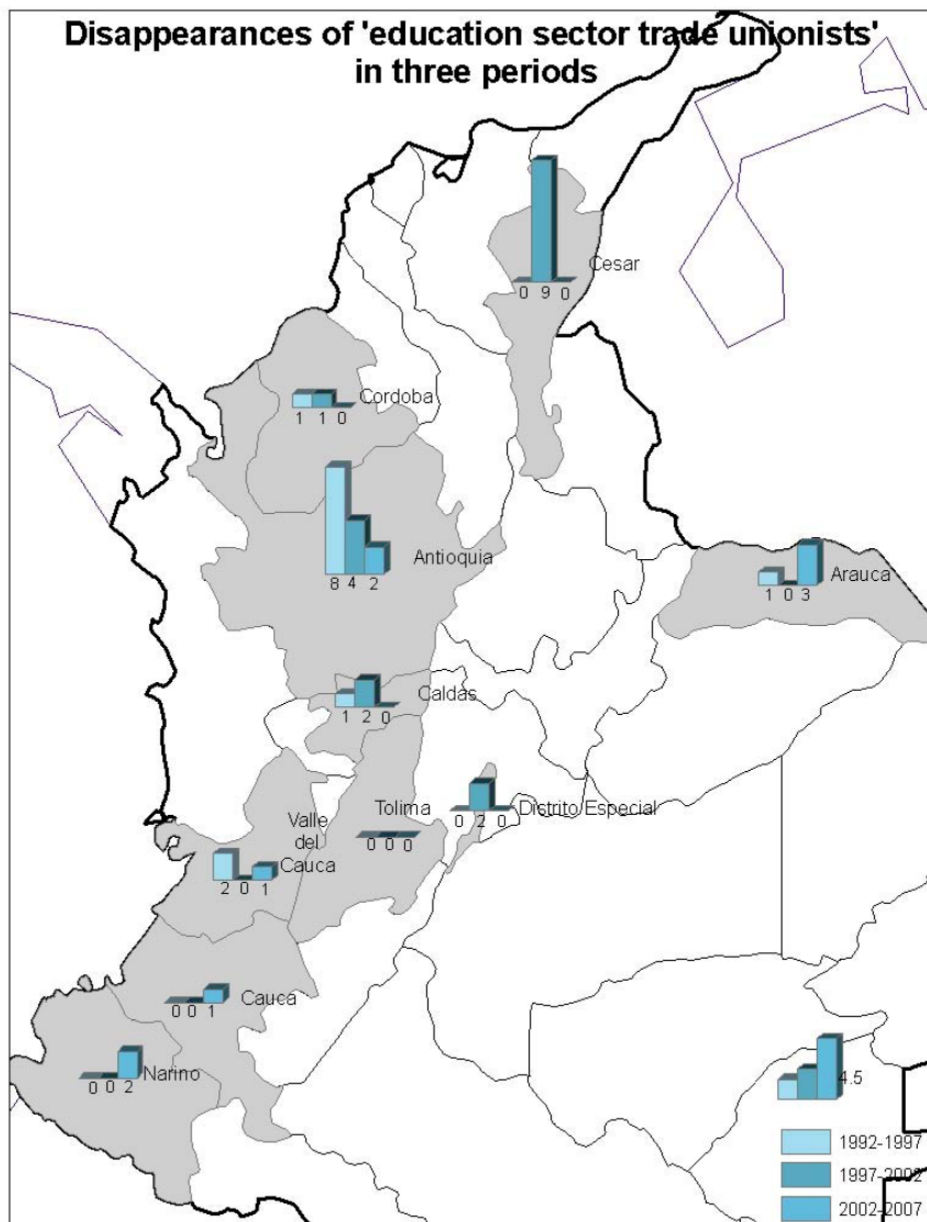 Disappearances of 'education sector trade unionists'
in three periods
Cesar
0 9 0
Cordoba
1 1 0
Antioquia
8 4 2
Arauca
1 0 3
Caldas
1 2 0
Tolima
0 0 0
Distrito Especial
0 2 0
Valle
del
Cauca
2 0 1
Cauca
0 0 1
Narino
0 0 2
4.5
1992-1997
1997-2002
2002-2007